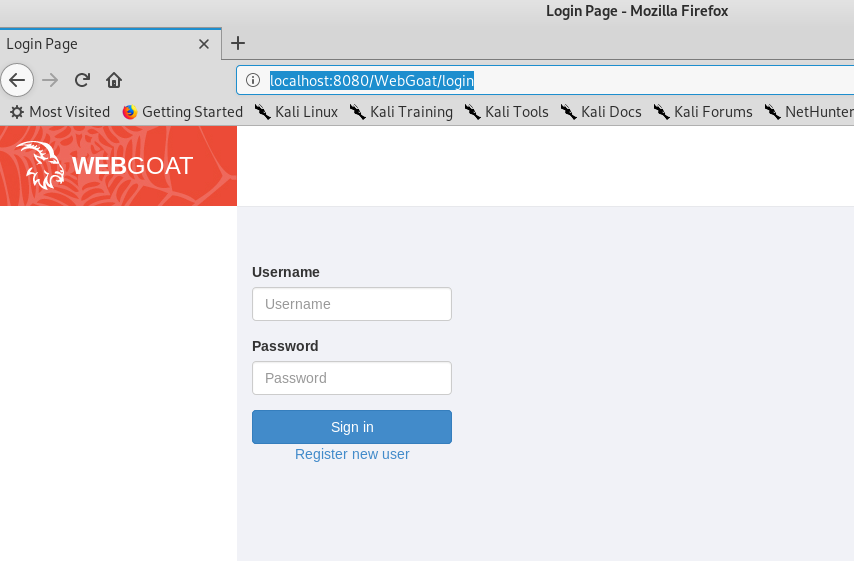 Login Page - Mozilla Firefox
Login Page
localhost:8080/WebGoat/login
Most Visited Getting Started Kali Linux Kali Training Kali Tools Kali Docs Kali Forums NetHunter
WEBGOAT
Username
Username
Password
Password
Sign in
Register new user